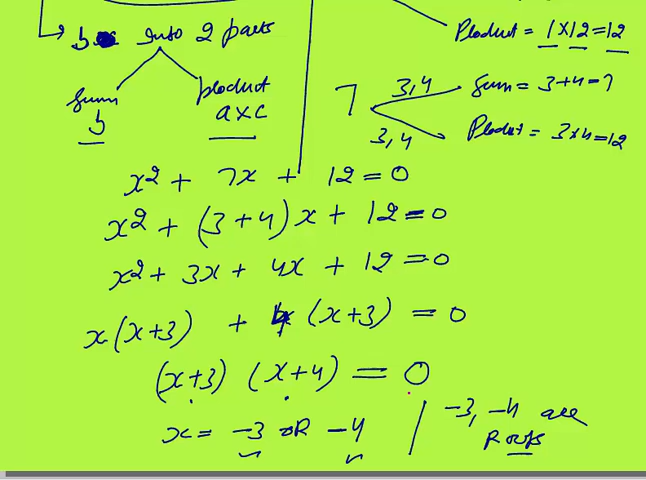 b into 2 parts
Product = 1×12=12
Sum
b
product
a×c
7
3,4
Sum = 3+4=7
3,4
Product = 3×4=12
x² + 7x + 12 = 0
x² + (3+4)x + 12 = 0
x² + 3x + 4x + 12 = 0
x(x+3) + 4(x+3) = 0
(x+3) (x+4) = 0
x = -3 OR -4
-3, -4 are
Roots